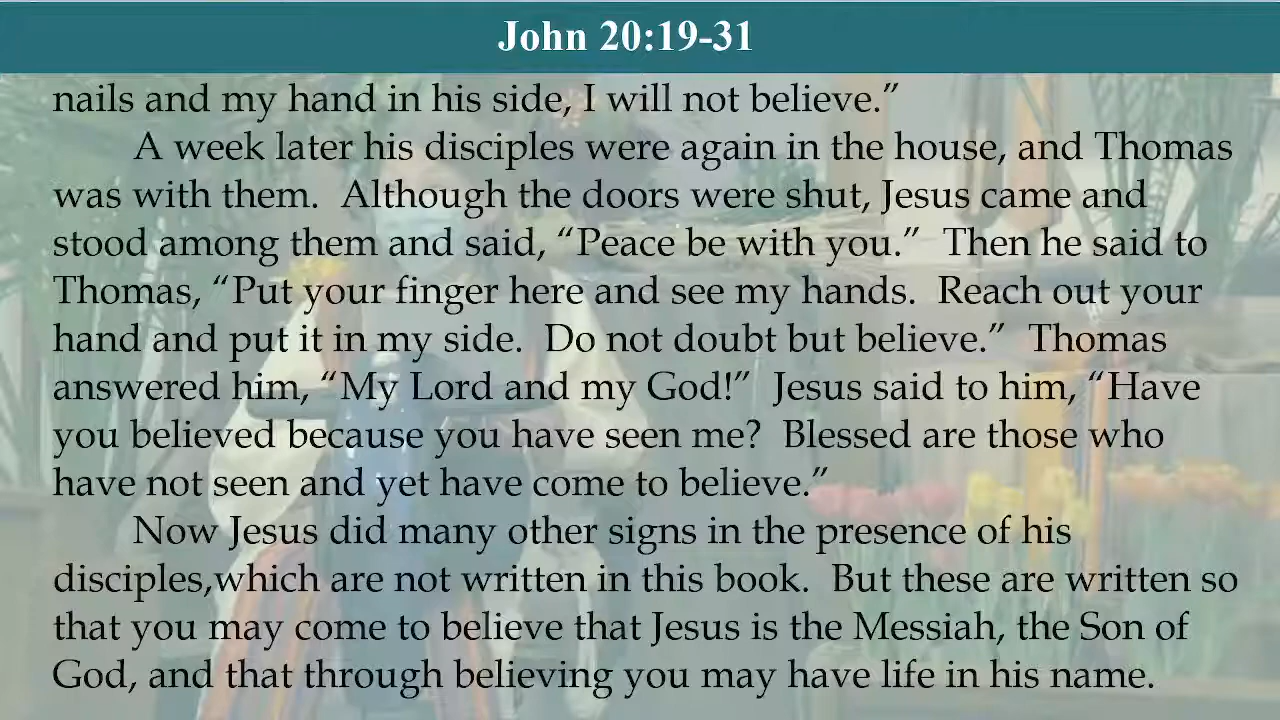 John 20:19-31
nails and my hand in his side, I will not believe.”
A week later his disciples were again in the house, and Thomas
was with them.  Although the doors were shut, Jesus came and
stood among them and said, “Peace be with you.”  Then he said to
Thomas, “Put your finger here and see my hands.  Reach out your
hand and put it in my side.  Do not doubt but believe.”  Thomas
answered him, “My Lord and my God!”  Jesus said to him, “Have
you believed because you have seen me?  Blessed are those who
have not seen and yet have come to believe.”
Now Jesus did many other signs in the presence of his
disciples,which are not written in this book.  But these are written so
that you may come to believe that Jesus is the Messiah, the Son of
God, and that through believing you may have life in his name.